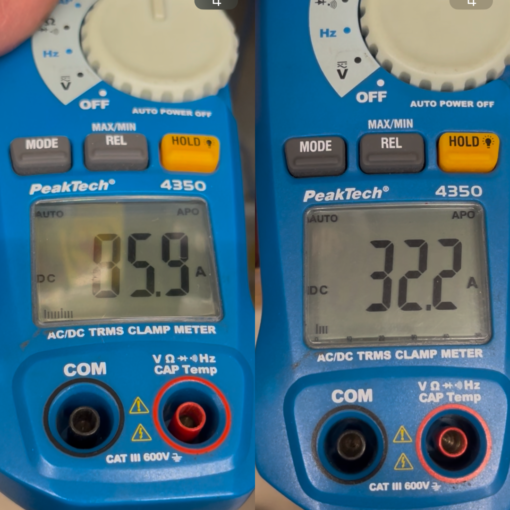 Hz
V
OFF
AUTO POWER OFF
MAX/MIN
MODE
REL
HOLD
PeakTech® 4350
AUTO
APO
DC
A
AC/DC TRMS CLAMP METER
COM
V Ω Hz
CAP Temp
CAT III 600V
Hz
V
OFF
AUTO POWER OFF
MAX/MIN
MODE
REL
HOLD
PeakTech® 4350
AUTO
APO
DC
32.2 A
AC/DC TRMS CLAMP METER
COM
V Ω Hz
CAP Temp
CAT III 600V